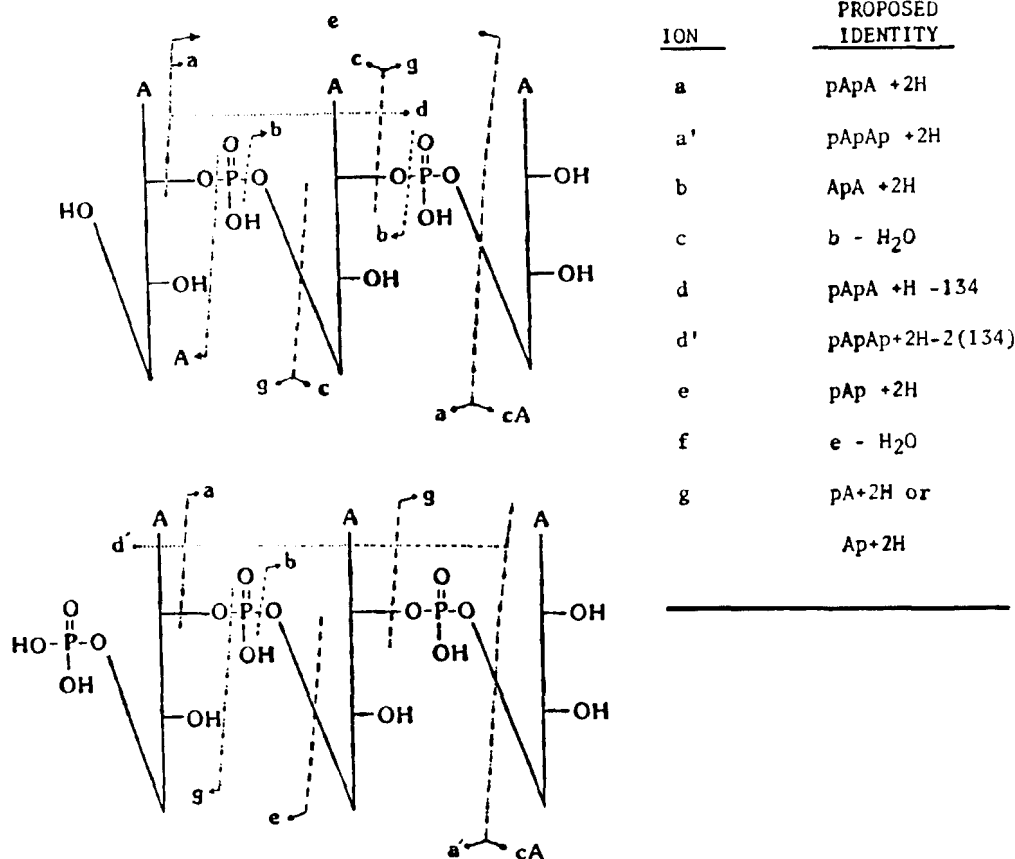 PROPOSED
ION IDENTITY
a pApA +2H
a' pApAp +2H
b ApA +2H
c b - H2O
d pApA +H -134
d' pApAp+2H-2(134)
e pAp +2H
f e - H2O
g pA+2H or
Ap+2H
e
a c g
A A A
d
b O O
O-P-O O-P-O OH
HO OH b OH
OH OH OH
A
g c
a cA
a g
A A A
d'
b
O O O
HO-P-O O-P-O O-P-O OH
OH OH OH
OH OH OH
g
e
a' cA